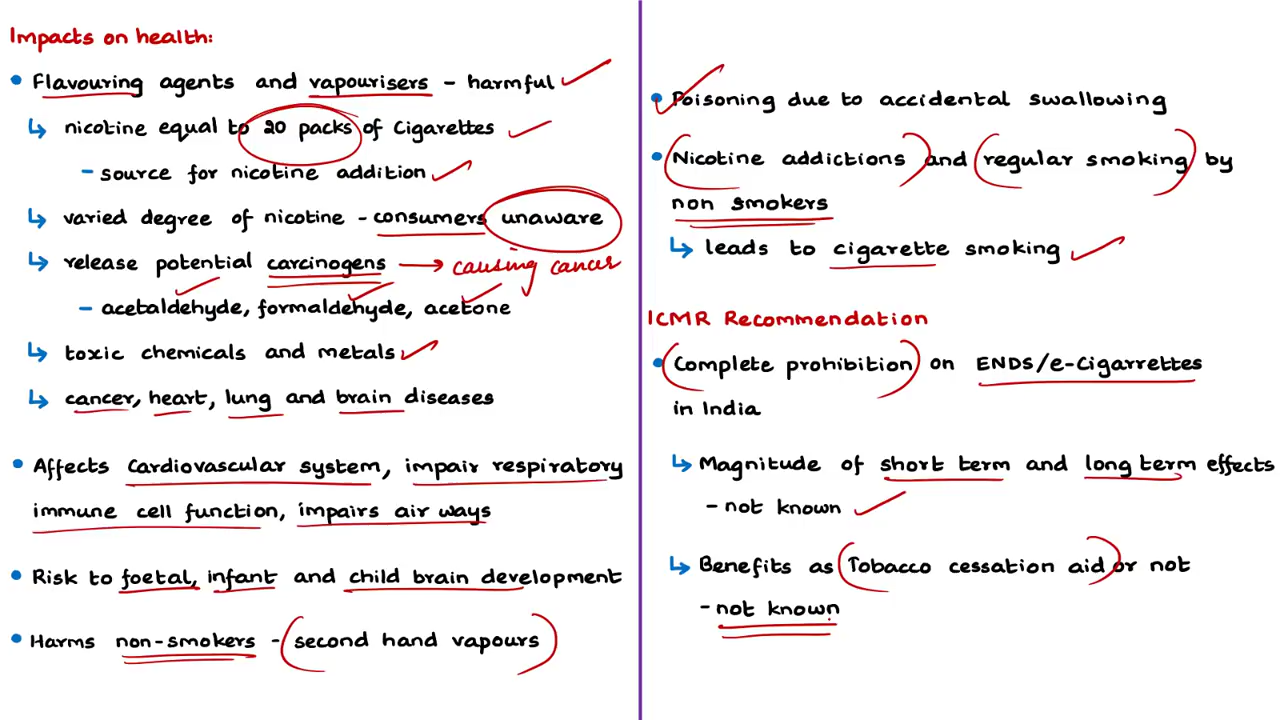 Impacts on health:
• Flavouring agents and vapourisers - harmful
↳ nicotine equal to 20 packs of Cigarettes
- source for nicotine addition
↳ varied degree of nicotine - consumers unaware
↳ release potential carcinogens → causing cancer
- acetaldehyde, formaldehyde, acetone
↳ toxic chemicals and metals
↳ cancer, heart, lung and brain diseases
• Affects Cardiovascular system, impair respiratory
immune cell function, impairs air ways
• Risk to foetal, infant and child brain development
• Harms non-smokers - (second hand vapours)
• Poisoning due to accidental swallowing
• (Nicotine addictions) and (regular smoking) by
non smokers
↳ leads to cigarette smoking
ICMR Recommendation
• (Complete prohibition) on ENDS/e-Cigarrettes
in India
↳ Magnitude of short term and long term effects
- not known
↳ Benefits as (Tobacco cessation aid) or not
- not known